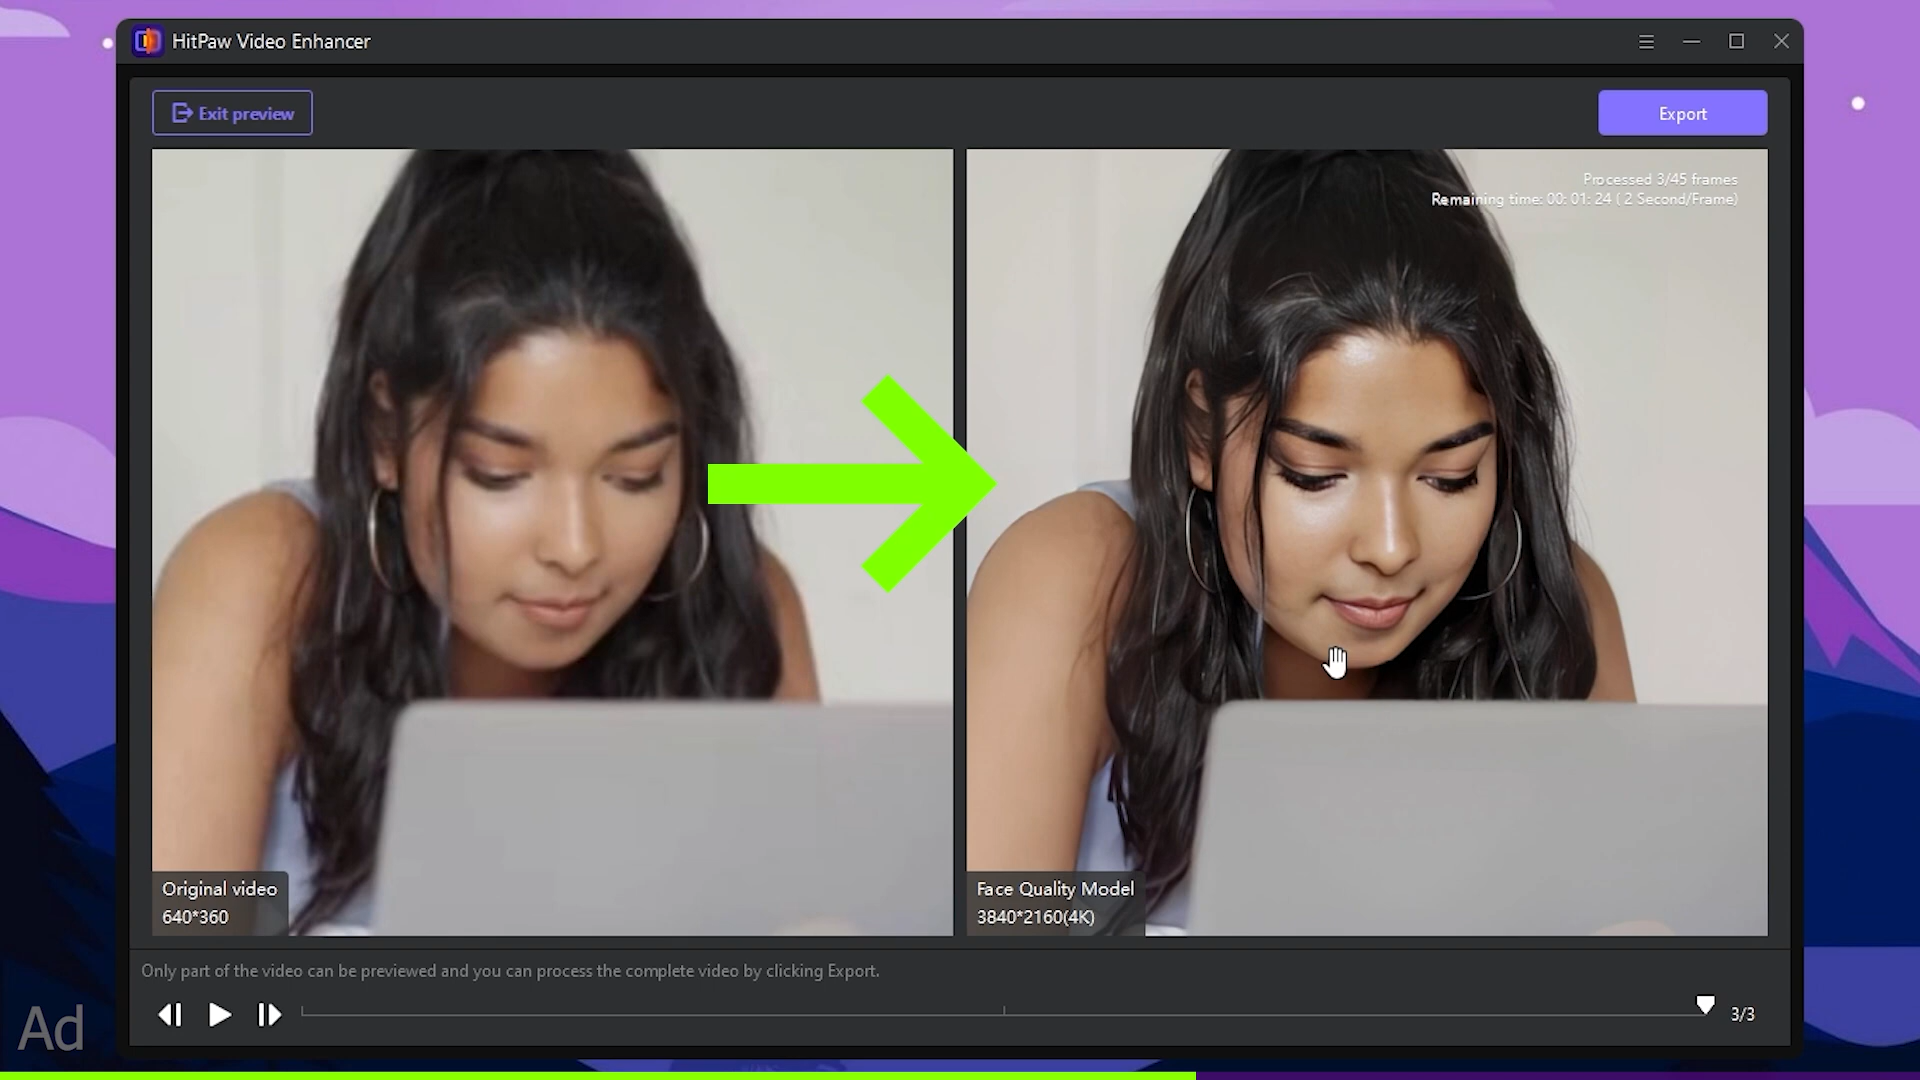 HitPaw Video Enhancer
Exit preview
Export
Processed 3/45 frames
Remaining time: 00: 01: 24 ( 2 Second/Frame)
Original video
640*360
Face Quality Model
3840*2160(4K)
Only part of the video can be previewed and you can process the complete video by clicking Export.
3/3
Ad